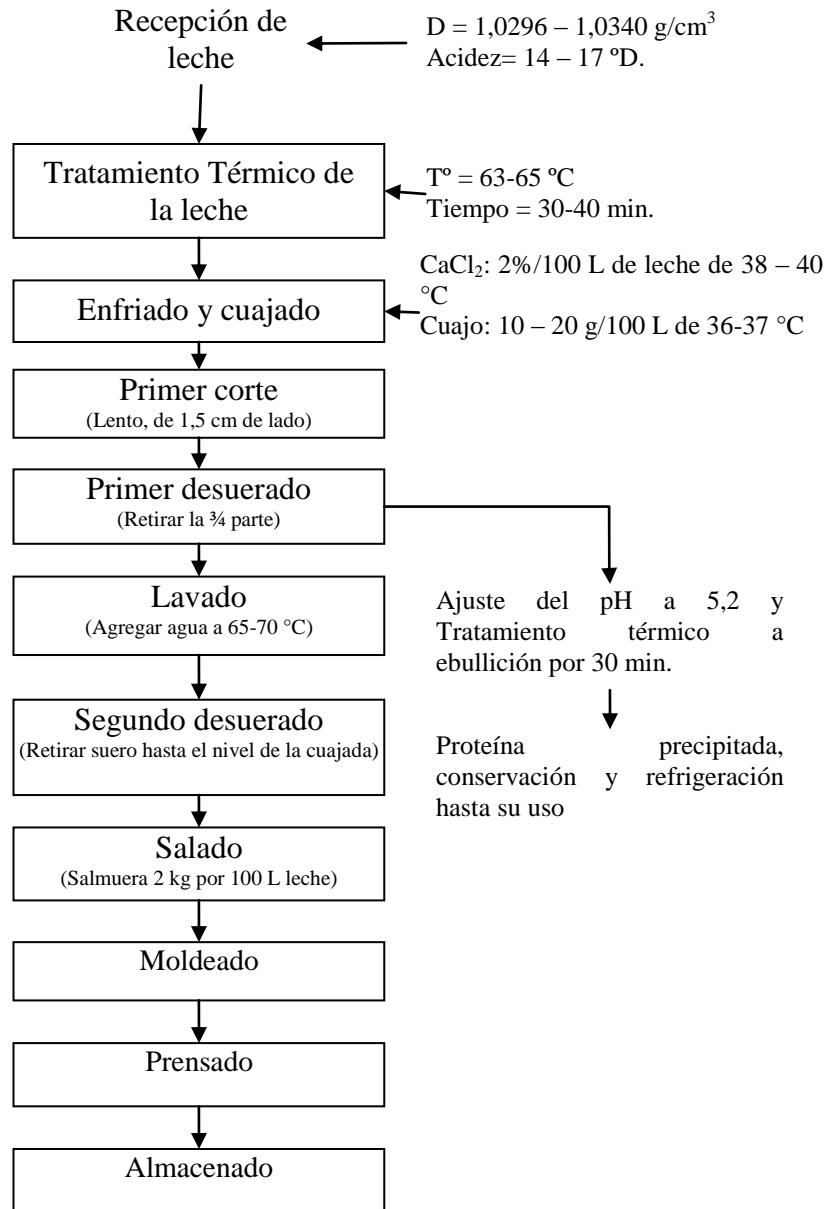 Recepción de
leche
D = 1,0296 – 1,0340 g/cm³
Acidez= 14 – 17 ºD.
Tratamiento Térmico de
la leche
Tº = 63-65 ºC
Tiempo = 30-40 min.
Enfriado y cuajado
CaCl₂: 2%/100 L de leche de 38 – 40
°C
Cuajo: 10 – 20 g/100 L de 36-37 °C
Primer corte
(Lento, de 1,5 cm de lado)
Primer desuerado
(Retirar la ¾ parte)
Lavado
(Agregar agua a 65-70 °C)
Ajuste del pH a 5,2 y
Tratamiento térmico a
ebullición por 30 min.
Segundo desuerado
(Retirar suero hasta el nivel de la cuajada)
Proteína precipitada,
conservación y refrigeración
hasta su uso
Salado
(Salmuera 2 kg por 100 L leche)
Moldeado
Prensado
Almacenado